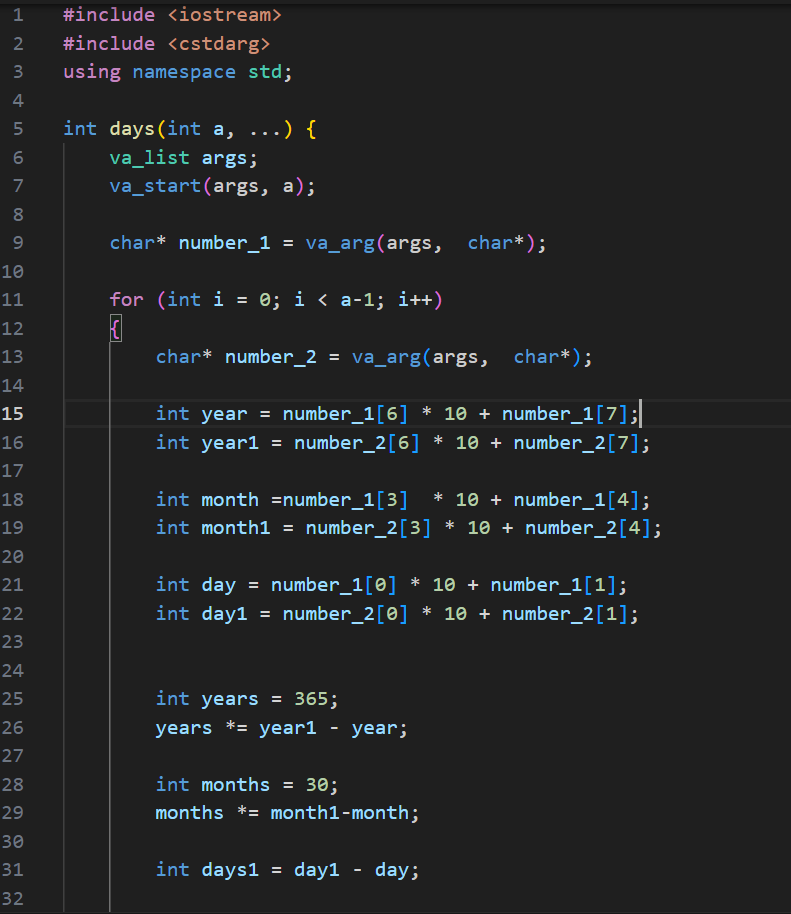 1 #include <iostream>
2 #include <cstdarg>
3 using namespace std;
4
5 int days(int a, ...) {
6 va_list args;
7 va_start(args, a);
8
9 char* number_1 = va_arg(args,  char*);
10
11 for (int i = 0; i < a-1; i++)
12 {
13 char* number_2 = va_arg(args,  char*);
14
15 int year = number_1[6] * 10 + number_1[7];
16 int year1 = number_2[6] * 10 + number_2[7];
17
18 int month =number_1[3]  * 10 + number_1[4];
19 int month1 = number_2[3] * 10 + number_2[4];
20
21 int day = number_1[0] * 10 + number_1[1];
22 int day1 = number_2[0] * 10 + number_2[1];
23
24
25 int years = 365;
26 years *= year1 - year;
27
28 int months = 30;
29 months *= month1-month;
30
31 int days1 = day1 - day;
32